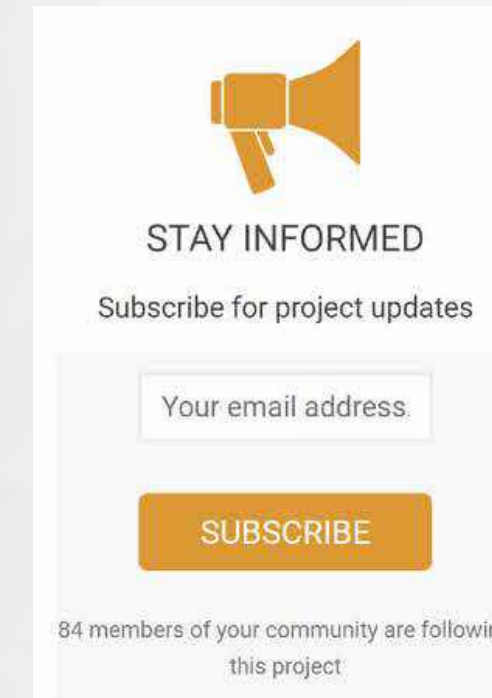 STAY INFORMED
Subscribe for project updates
Your email address
SUBSCRIBE
84 members of your community are followin
this project